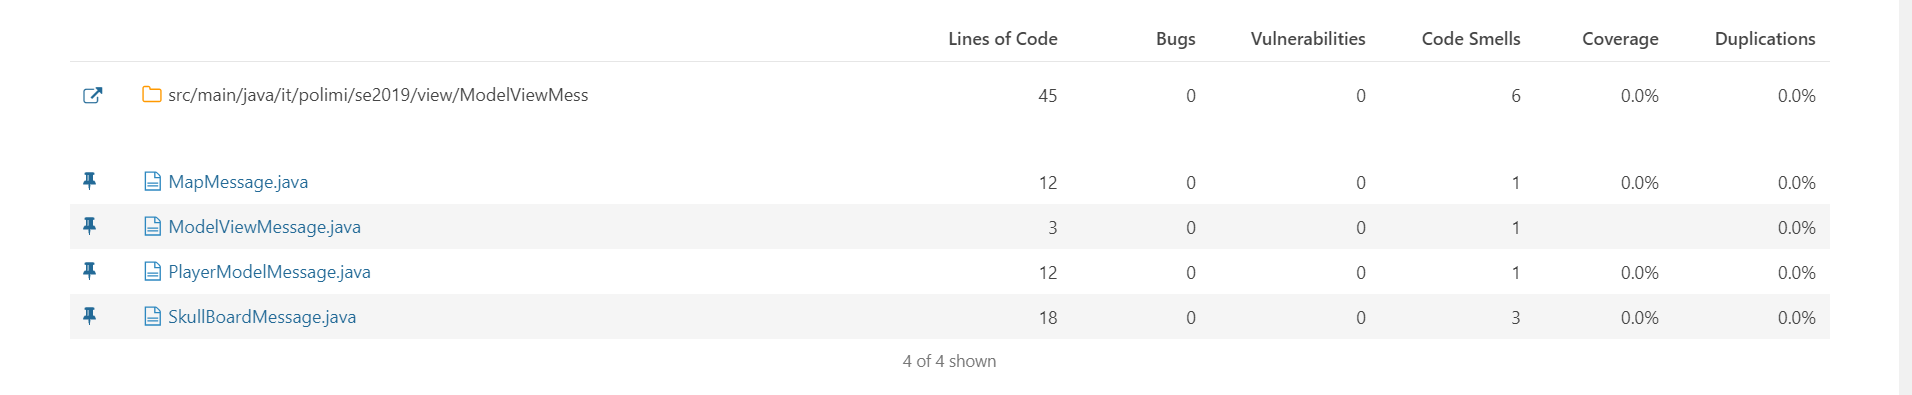 Lines of Code Bugs Vulnerabilities Code Smells Coverage Duplications
src/main/java/it/polimi/se2019/view/ModelViewMess 45 0 0 6 0.0% 0.0%
MapMessage.java 12 0 0 1 0.0% 0.0%
ModelViewMessage.java 3 0 0 1 0.0%
PlayerModelMessage.java 12 0 0 1 0.0% 0.0%
SkullBoardMessage.java 18 0 0 3 0.0% 0.0%
4 of 4 shown